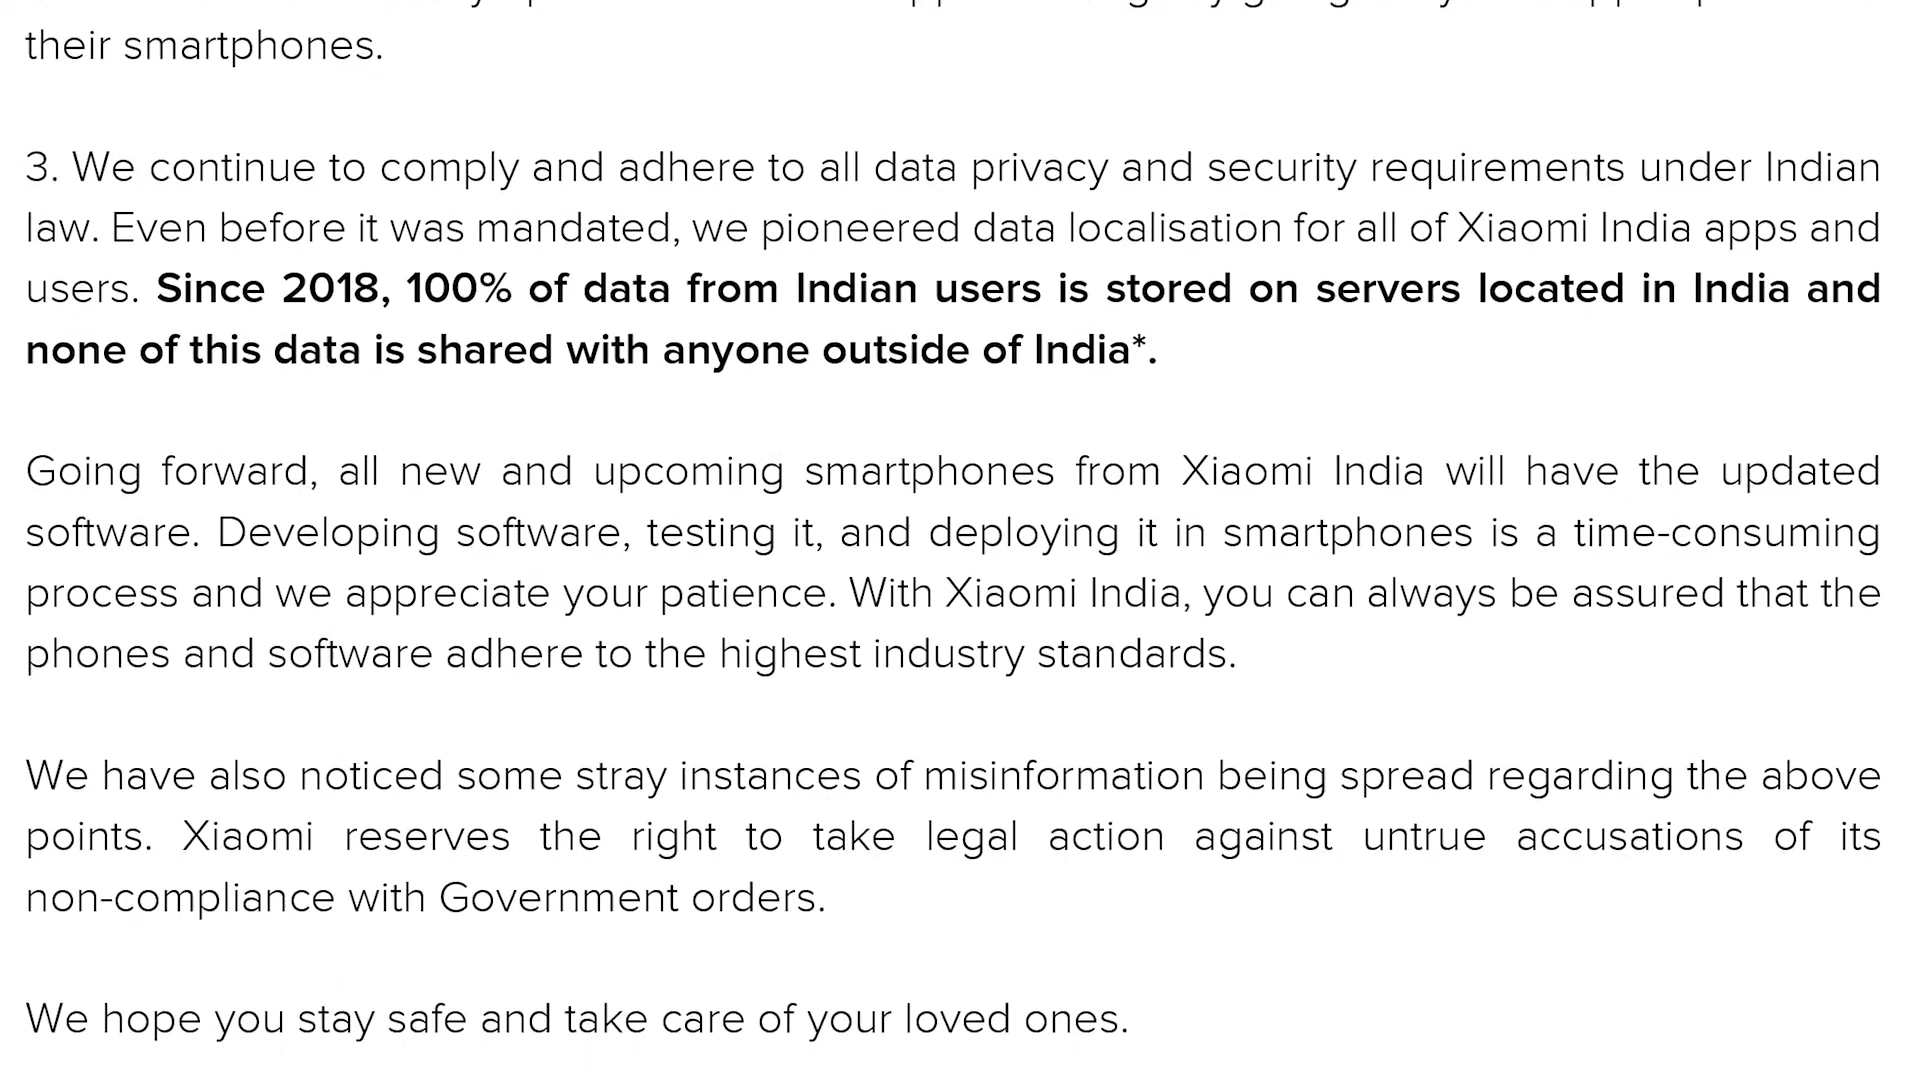 their smartphones.
3. We continue to comply and adhere to all data privacy and security requirements under Indian
law. Even before it was mandated, we pioneered data localisation for all of Xiaomi India apps and
users. Since 2018, 100% of data from Indian users is stored on servers located in India and
none of this data is shared with anyone outside of India*.
Going forward, all new and upcoming smartphones from Xiaomi India will have the updated
software. Developing software, testing it, and deploying it in smartphones is a time-consuming
process and we appreciate your patience. With Xiaomi India, you can always be assured that the
phones and software adhere to the highest industry standards.
We have also noticed some stray instances of misinformation being spread regarding the above
points. Xiaomi reserves the right to take legal action against untrue accusations of its
non-compliance with Government orders.
We hope you stay safe and take care of your loved ones.